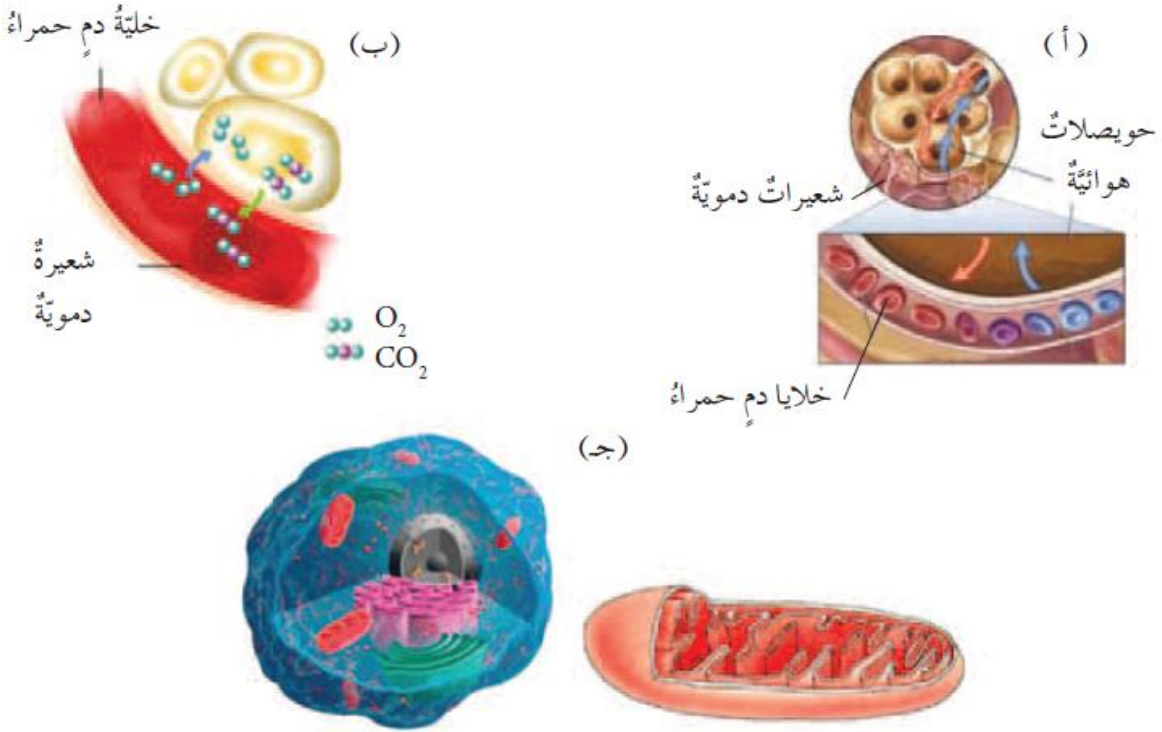 (أ)
حويصلاتٌ
هوائيَّةٌ
شعيراتٌ دمويّةٌ
خلايا دمٍ حمراءُ
(ب)
خليّةُ دمٍ حمراءُ
شعيرةٌ
دمويّةٌ
O₂
CO₂
(جـ)